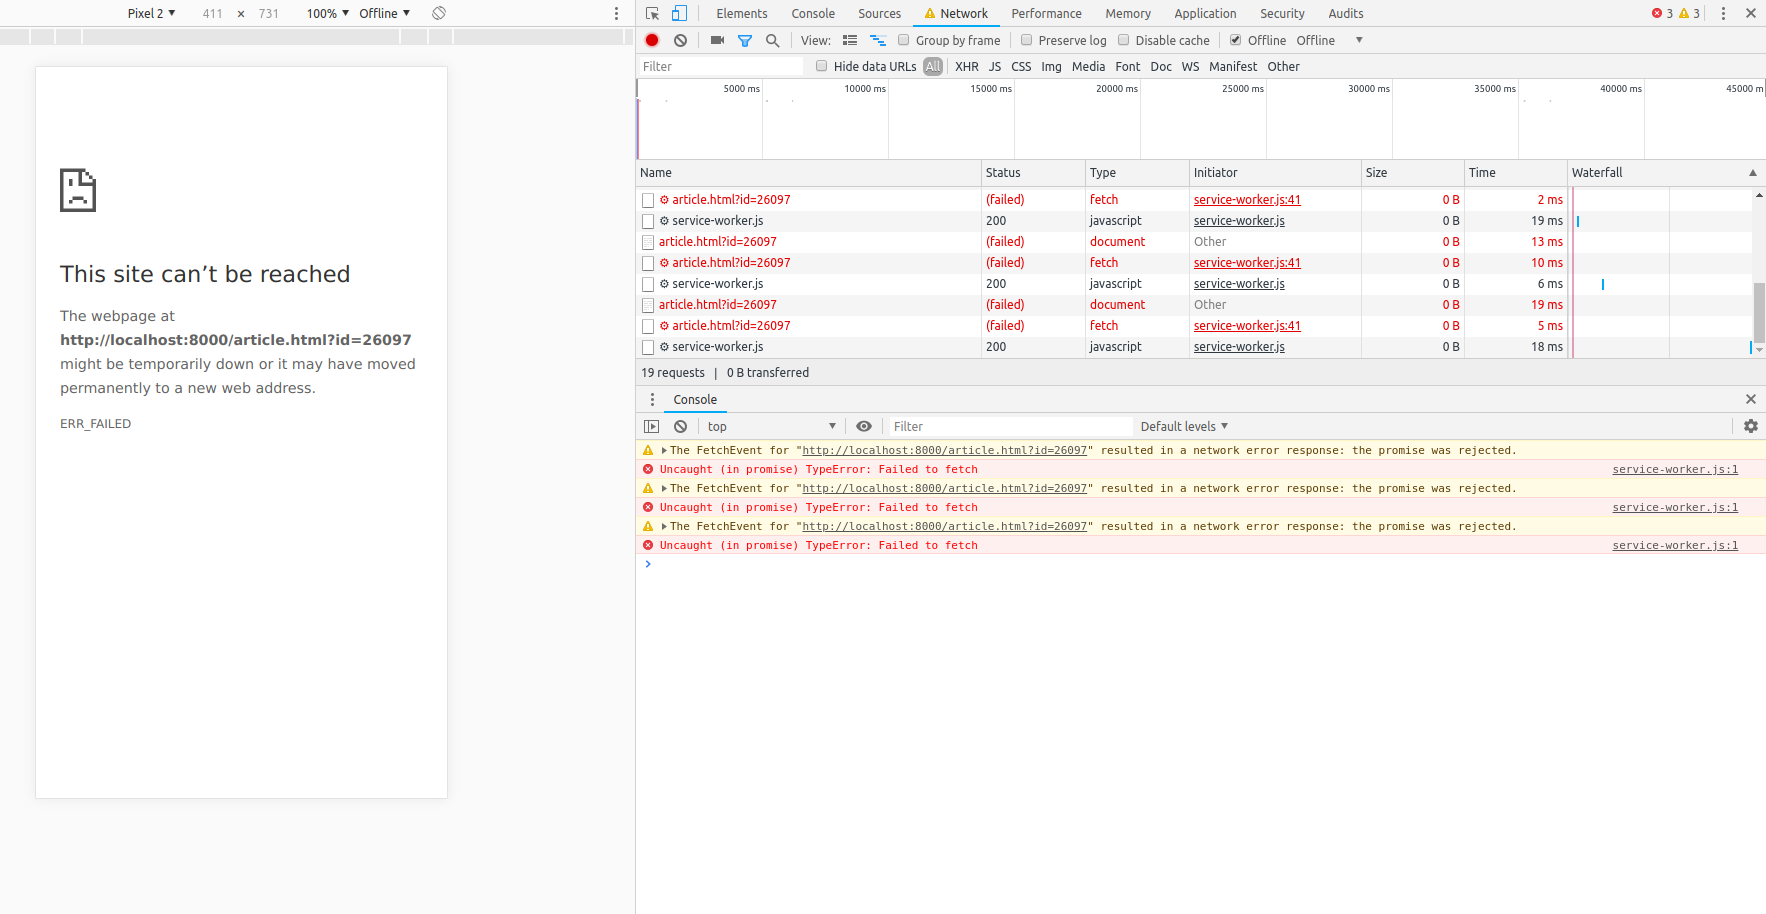 Pixel 2 ▼ 411 × 731 100% ▼ Offline ▼
This site can’t be reached
The webpage at
http://localhost:8000/article.html?id=26097
might be temporarily down or it may have moved
permanently to a new web address.
ERR_FAILED
Elements Console Sources Network Performance Memory Application Security Audits 3 3
View: Group by frame Preserve log Disable cache Offline Offline ▼
Filter Hide data URLs All XHR JS CSS Img Media Font Doc WS Manifest Other
5000 ms 10000 ms 15000 ms 20000 ms 25000 ms 30000 ms 35000 ms 40000 ms 45000 m
Name Status Type Initiator Size Time Waterfall
article.html?id=26097 (failed) fetch service-worker.js:41 0 B 2 ms
service-worker.js 200 javascript service-worker.js 0 B 19 ms
article.html?id=26097 (failed) document Other 0 B 13 ms
article.html?id=26097 (failed) fetch service-worker.js:41 0 B 10 ms
service-worker.js 200 javascript service-worker.js 0 B 6 ms
article.html?id=26097 (failed) document Other 0 B 19 ms
article.html?id=26097 (failed) fetch service-worker.js:41 0 B 5 ms
service-worker.js 200 javascript service-worker.js 0 B 18 ms
19 requests | 0 B transferred
Console
top ▼ Filter Default levels ▼
The FetchEvent for "http://localhost:8000/article.html?id=26097" resulted in a network error response: the promise was rejected.
Uncaught (in promise) TypeError: Failed to fetch service-worker.js:1
The FetchEvent for "http://localhost:8000/article.html?id=26097" resulted in a network error response: the promise was rejected.
Uncaught (in promise) TypeError: Failed to fetch service-worker.js:1
The FetchEvent for "http://localhost:8000/article.html?id=26097" resulted in a network error response: the promise was rejected.
Uncaught (in promise) TypeError: Failed to fetch service-worker.js:1